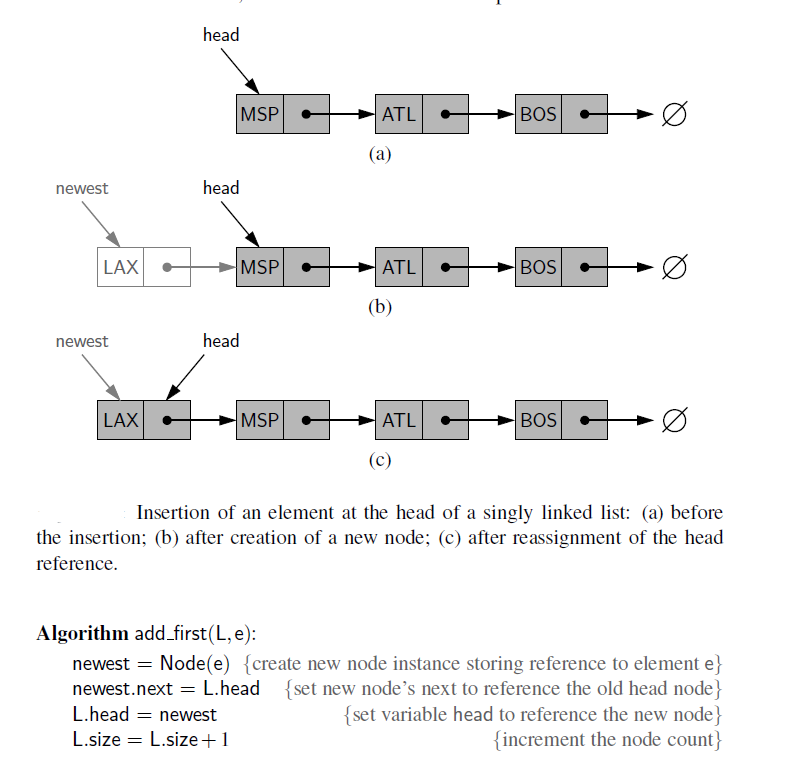 head
MSP ATL BOS ∅
(a)
newest head
LAX MSP ATL BOS ∅
(b)
newest head
LAX MSP ATL BOS ∅
(c)
Insertion of an element at the head of a singly linked list: (a) before
the insertion; (b) after creation of a new node; (c) after reassignment of the head
reference.
Algorithm add_first(L,e):
newest = Node(e) {create new node instance storing reference to element e}
newest.next = L.head {set new node's next to reference the old head node}
L.head = newest {set variable head to reference the new node}
L.size = L.size+1 {increment the node count}